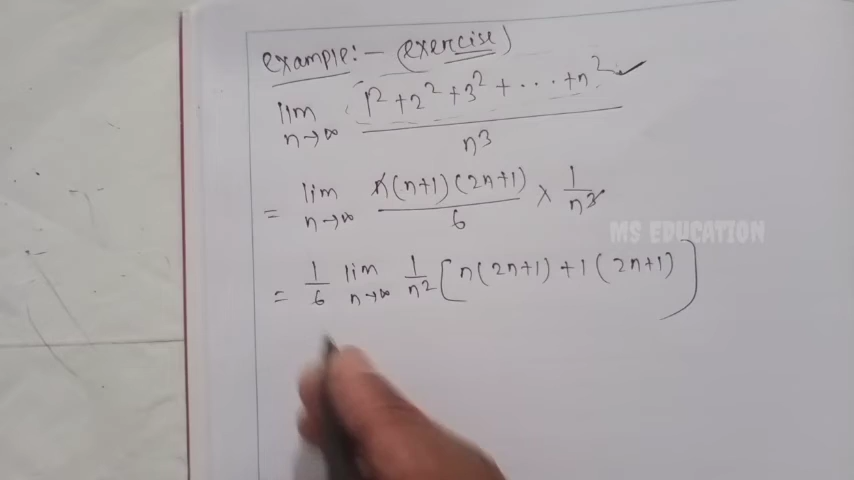 example:- (exercise)
lim n→∞ 1² + 2² + 3² + ... + n² / n³ ✓
= lim n→∞ n(n+1)(2n+1) / 6 × 1 / n³
MS EDUCATION
= 1/6 lim n→∞ 1/n² [n(2n+1) + 1(2n+1)]